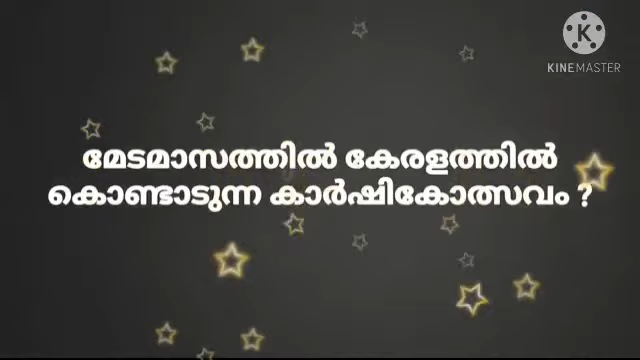 KINEMASTER
മേടമാസത്തിൽ കേരളത്തിൽ
കൊണ്ടാടുന്ന കാർഷികോത്സവം ?